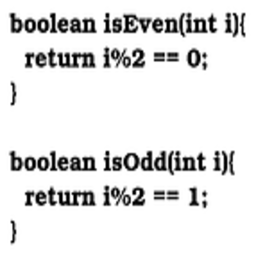 boolean isEven(int i){
return i%2 == 0;
}
boolean isOdd(int i){
return i%2 == 1;
}